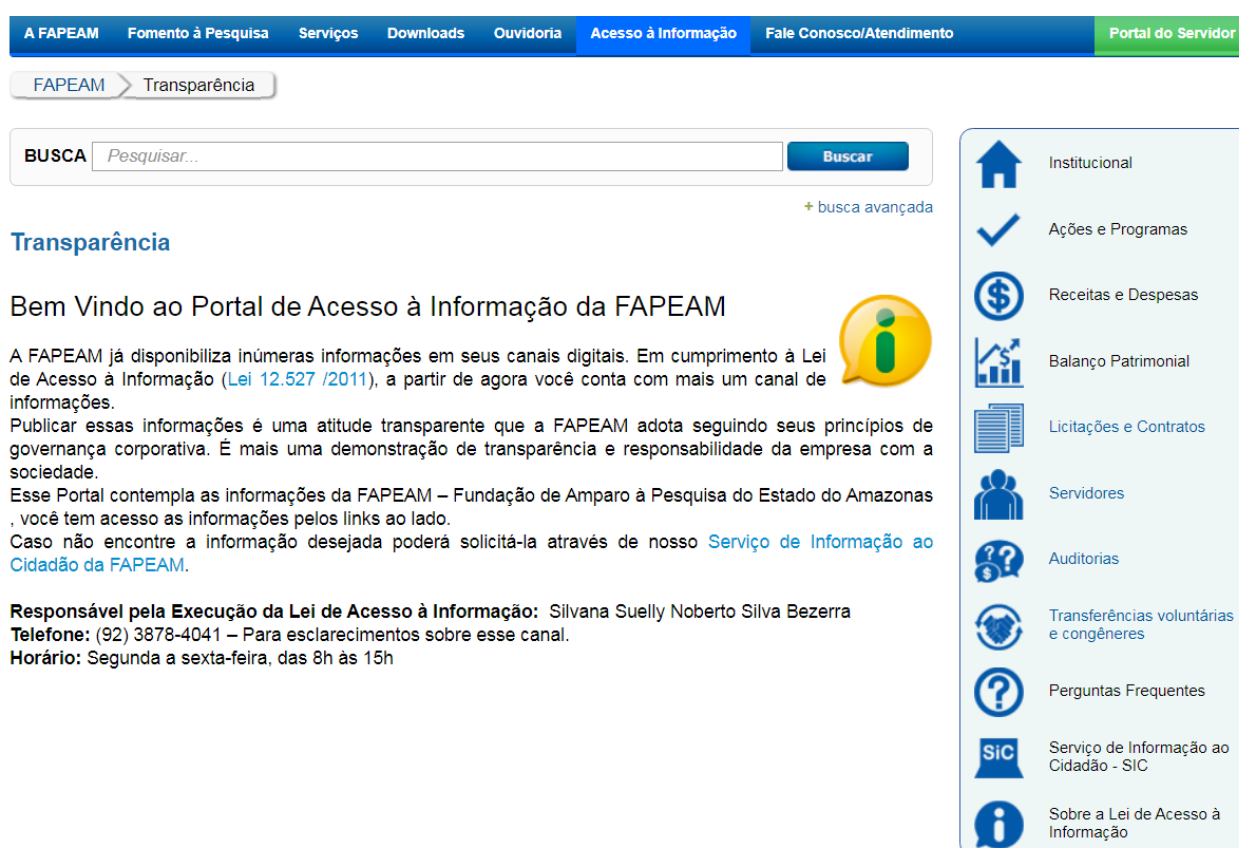 A FAPEAM Fomento à Pesquisa Serviços Downloads Ouvidoria Acesso à Informação Fale Conosco/Atendimento Portal do Servidor
FAPEAM Transparência
BUSCA Pesquisar... Buscar
+ busca avançada
Transparência
Bem Vindo ao Portal de Acesso à Informação da FAPEAM
A FAPEAM já disponibiliza inúmeras informações em seus canais digitais. Em cumprimento à Lei
de Acesso à Informação (Lei 12.527 /2011), a partir de agora você conta com mais um canal de
informações.
Publicar essas informações é uma atitude transparente que a FAPEAM adota seguindo seus princípios de
governança corporativa. É mais uma demonstração de transparência e responsabilidade da empresa com a
sociedade.
Esse Portal contempla as informações da FAPEAM – Fundação de Amparo à Pesquisa do Estado do Amazonas
, você tem acesso as informações pelos links ao lado.
Caso não encontre a informação desejada poderá solicitá-la através de nosso Serviço de Informação ao
Cidadão da FAPEAM.
Responsável pela Execução da Lei de Acesso à Informação: Silvana Suelly Noberto Silva Bezerra
Telefone: (92) 3878-4041 – Para esclarecimentos sobre esse canal.
Horário: Segunda a sexta-feira, das 8h às 15h
Institucional
Ações e Programas
Receitas e Despesas
Balanço Patrimonial
Licitações e Contratos
Servidores
Auditorias
Transferências voluntárias
e congêneres
Perguntas Frequentes
SiC
Serviço de Informação ao
Cidadão - SIC
Sobre a Lei de Acesso à
Informação